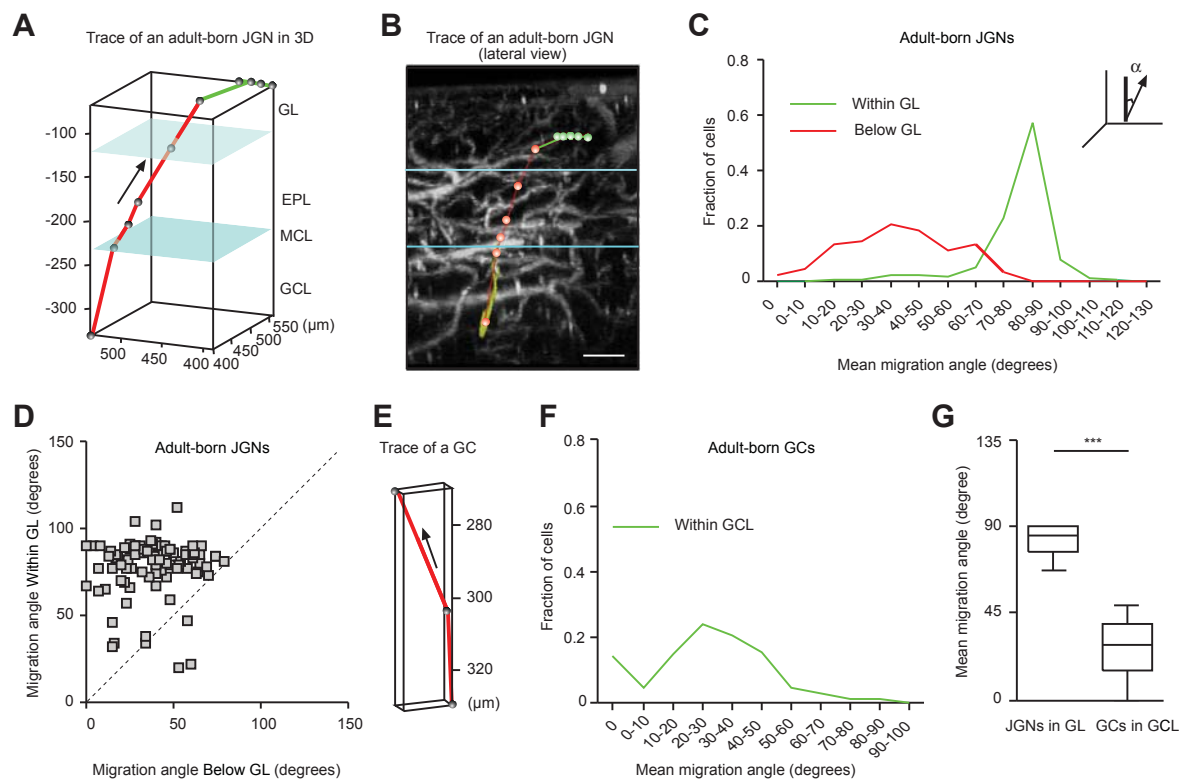 A
Trace of an adult-born JGN in 3D
GL
-100
-150
EPL
-200
MCL
-250
GCL
-300
550 (µm)
500
450
400
400
450
500
B
Trace of an adult-born JGN
(lateral view)
C
Adult-born JGNs
α
Within GL
Below GL
0.8
0.6
0.4
0.2
0
Fraction of cells
0
0-10
10-20
20-30
30-40
40-50
50-60
60-70
70-80
80-90
90-100
100-110
110-120
120-130
Mean migration angle (degrees)
D
Adult-born JGNs
150
100
50
0
Migration angle Within GL (degrees)
0
50
100
150
Migration angle Below GL (degrees)
E
Trace of a GC
280
300
320
(µm)
F
Adult-born GCs
Within GCL
0.8
0.6
0.4
0.2
0
Fraction of cells
0
0-10
10-20
20-30
30-40
40-50
50-60
60-70
70-80
80-90
90-100
Mean migration angle (degrees)
G
***
135
90
45
0
Mean migration angle (degree)
JGNs in GL
GCs in GCL